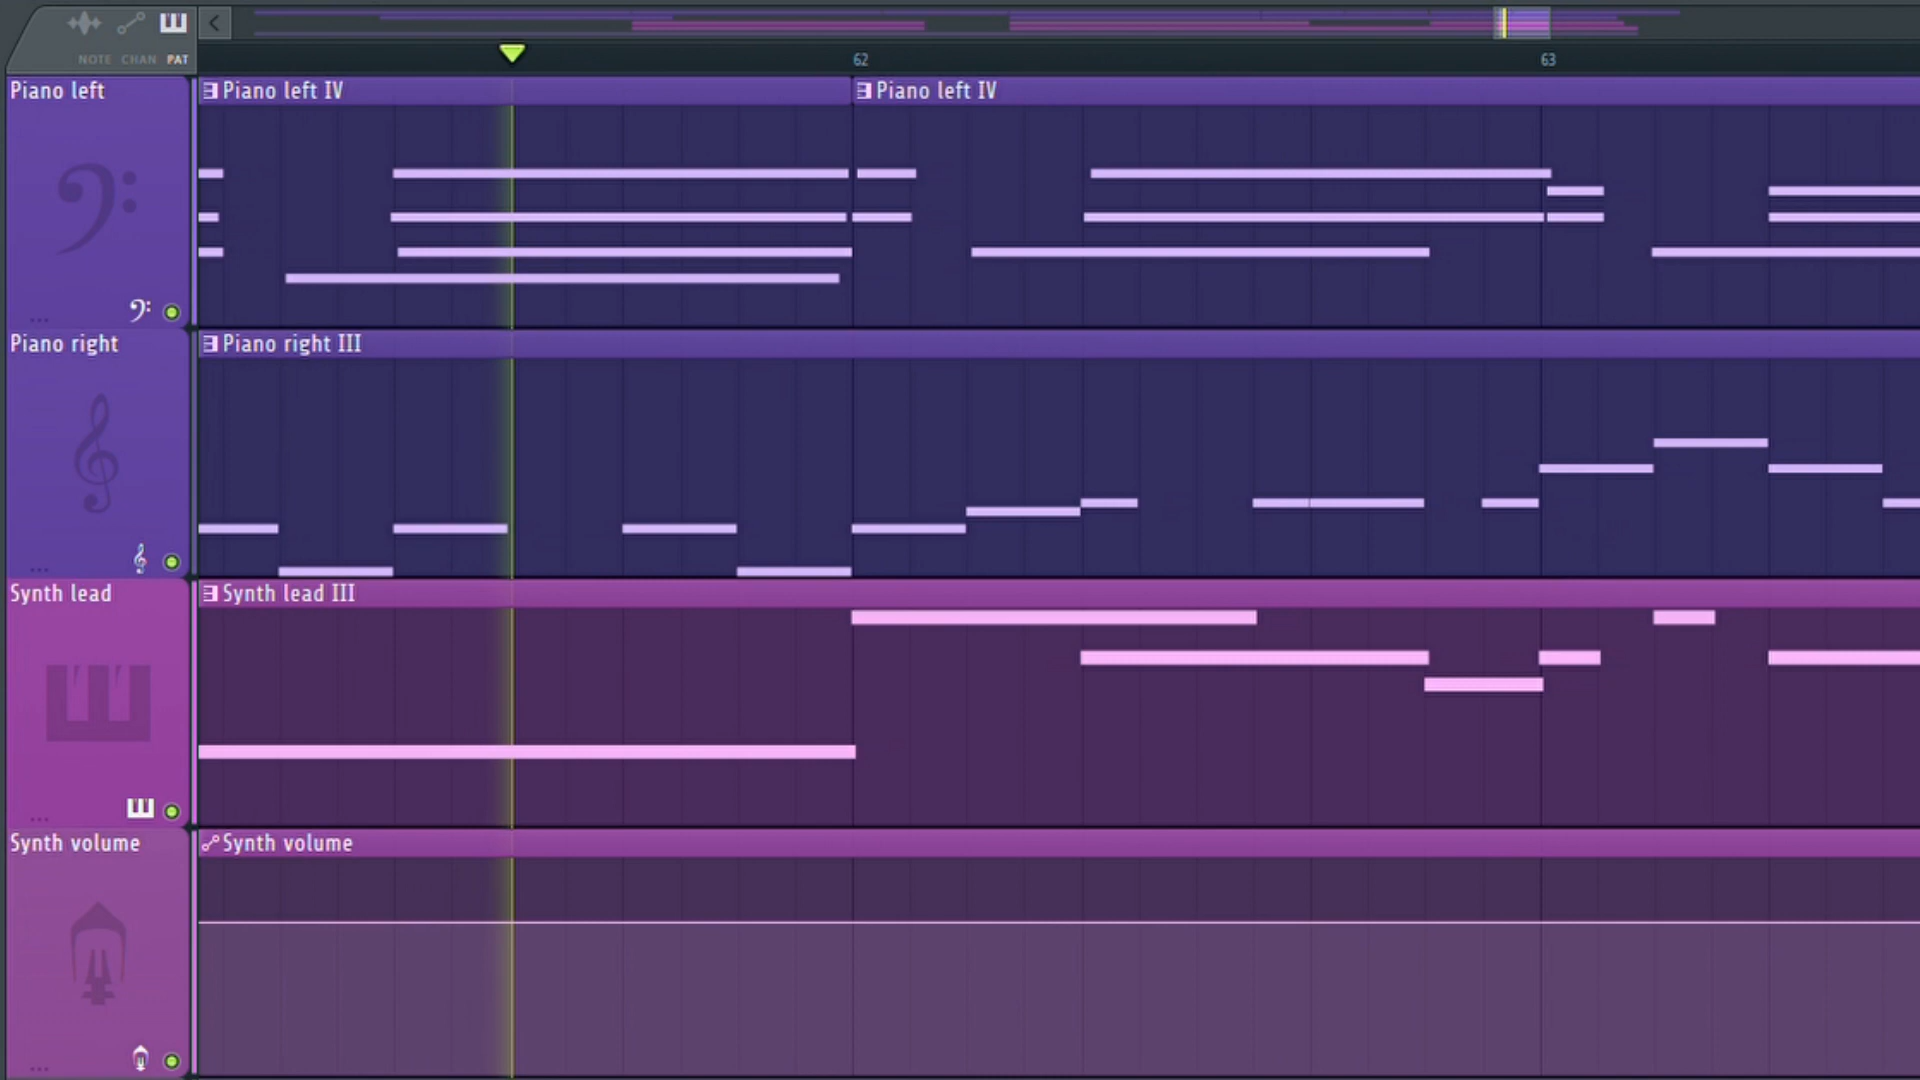 NOTE CHAN PAT
62 63
Piano left
Piano left IV
Piano left IV
Piano right
Piano right III
Synth lead
Synth lead III
Synth volume
Synth volume